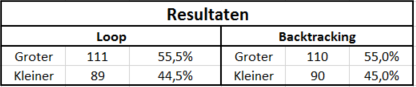 Resultaten
Loop Backtracking
Groter 111 55,5% Groter 110 55,0%
Kleiner 89 44,5% Kleiner 90 45,0%